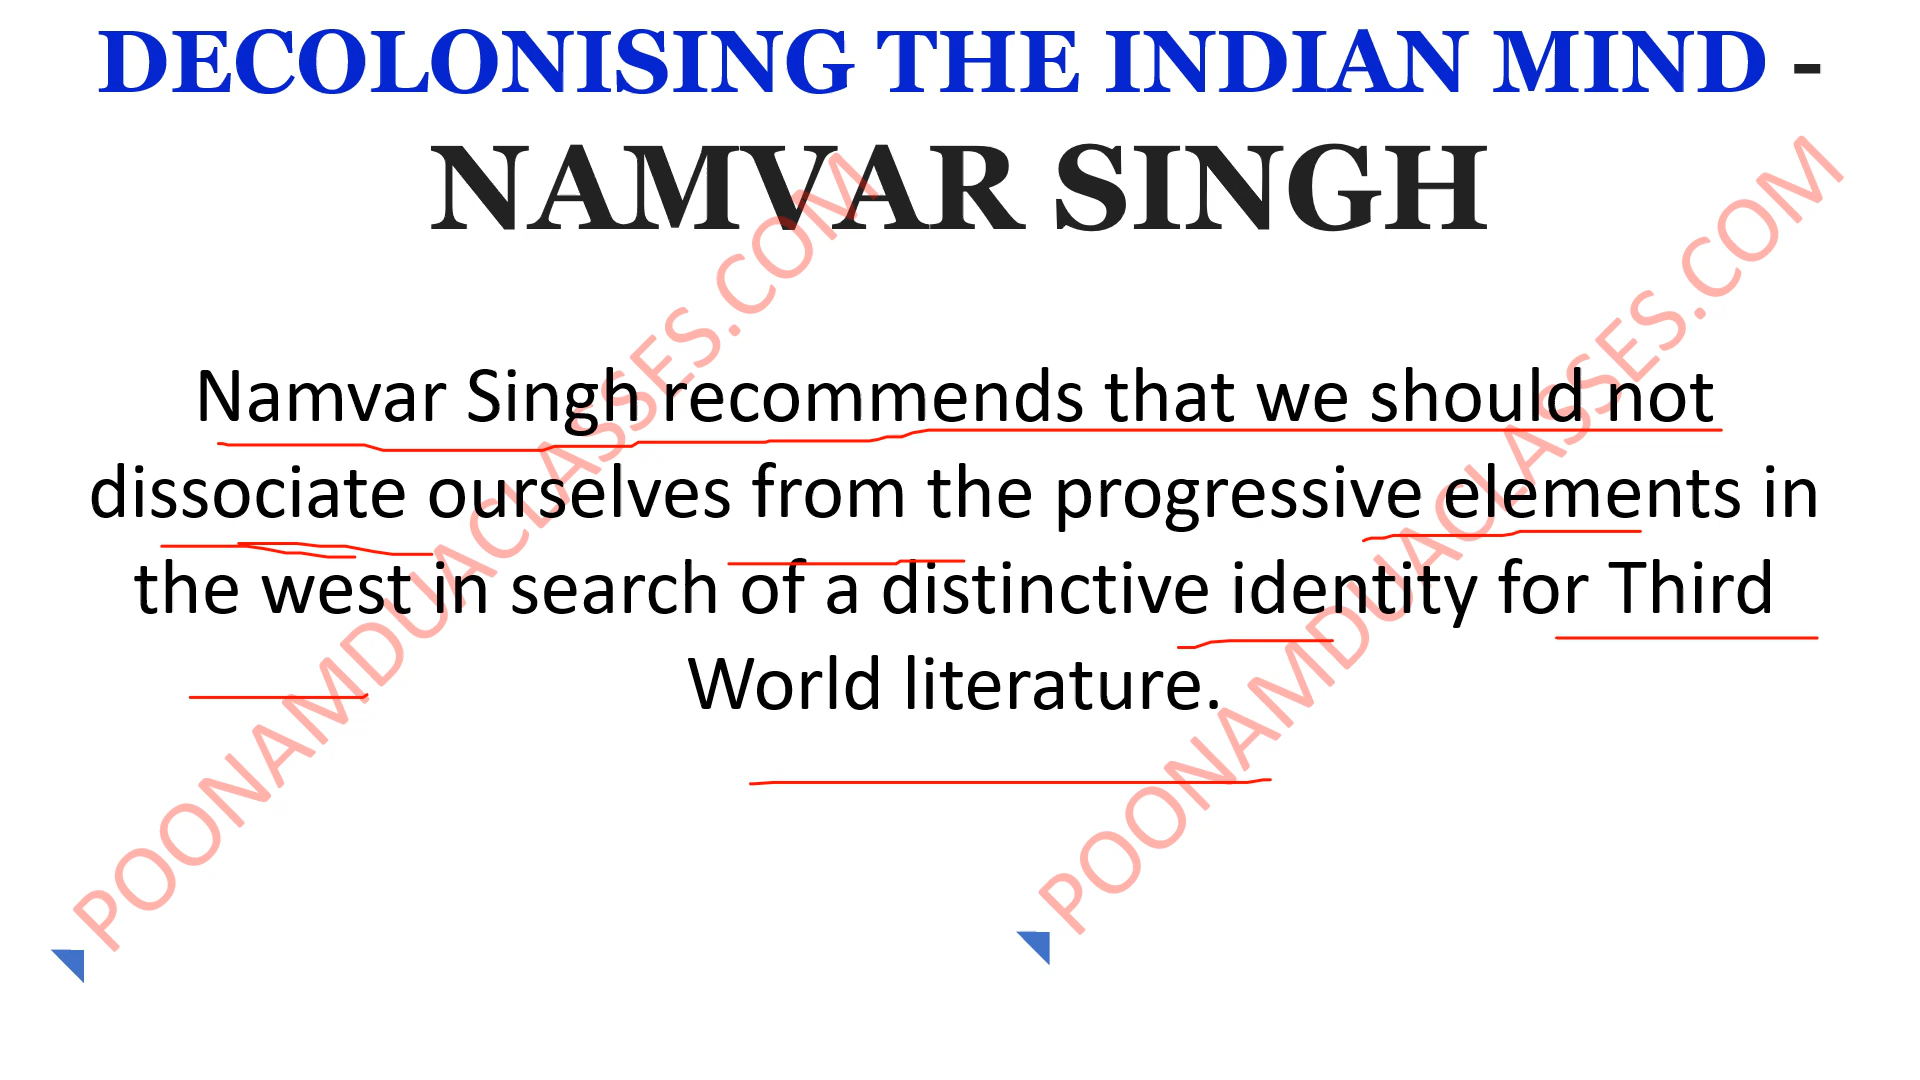 DECOLONISING THE INDIAN MIND -
NAMVAR SINGH
Namvar Singh recommends that we should not
dissociate ourselves from the progressive elements in
the west in search of a distinctive identity for Third
World literature.
POONAMDUACLASSES.COM
POONAMDUACLASSES.COM